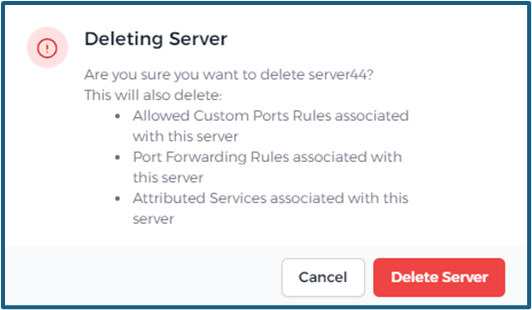 Deleting Server
Are you sure you want to delete server44?
This will also delete:
• Allowed Custom Ports Rules associated
with this server
• Port Forwarding Rules associated with
this server
• Attributed Services associated with this
server
Cancel
Delete Server